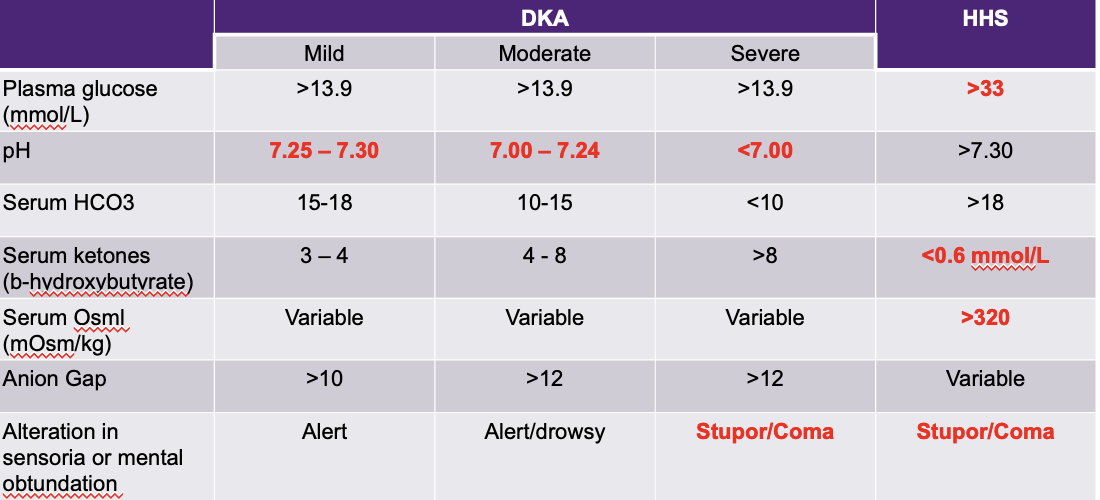 DKA HHS
Mild Moderate Severe
Plasma glucose >13.9 >13.9 >13.9 >33
(mmol/L)
pH 7.25 – 7.30 7.00 – 7.24 <7.00 >7.30
Serum HCO3 15-18 10-15 <10 >18
Serum ketones 3 – 4 4 - 8 >8 <0.6 mmol/L
(b-hydroxybutyrate)
Serum Osml Variable Variable Variable >320
(mOsm/kg)
Anion Gap >10 >12 >12 Variable
Alteration in Alert Alert/drowsy Stupor/Coma Stupor/Coma
sensoria or mental
obtundation